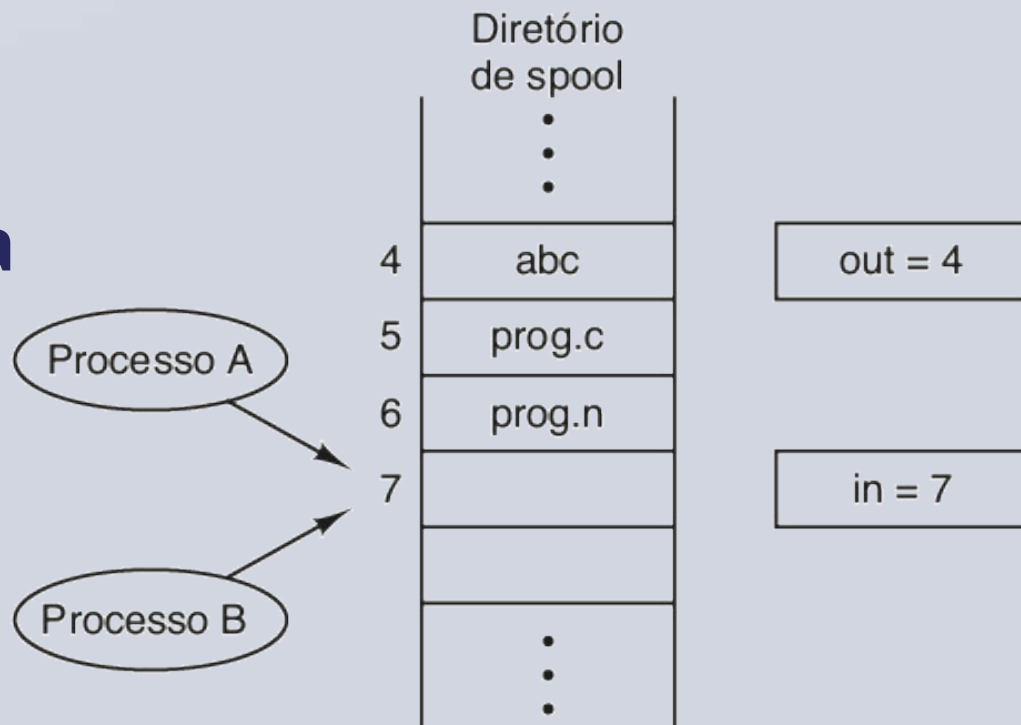 Diretório
de spool
a
4 abc out = 4
Processo A
5 prog.c
6 prog.n
7 in = 7
Processo B